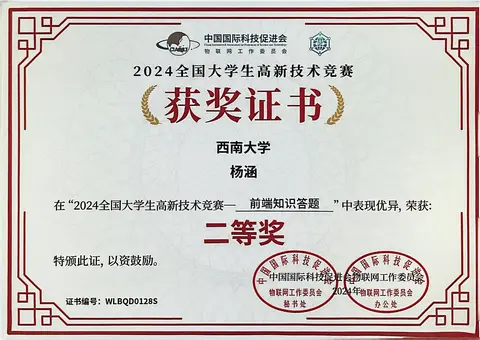 中国国际科技促进会
物联网工作委员会
2024全国大学生高新技术竞赛
获奖证书
西南大学
杨涵
在“2024全国大学生高新技术竞赛— 前端知识答题 ”中表现优异, 荣获:
二等奖
特颁此证, 以资鼓励。
中国国际科技促进会物联网工作委员会
2024年
中国国际科技促进会
物联网工作委员会
秘书处
中国国际科技促进会
物联网工作委员会
办公处
证书编号: WLBQD0128S